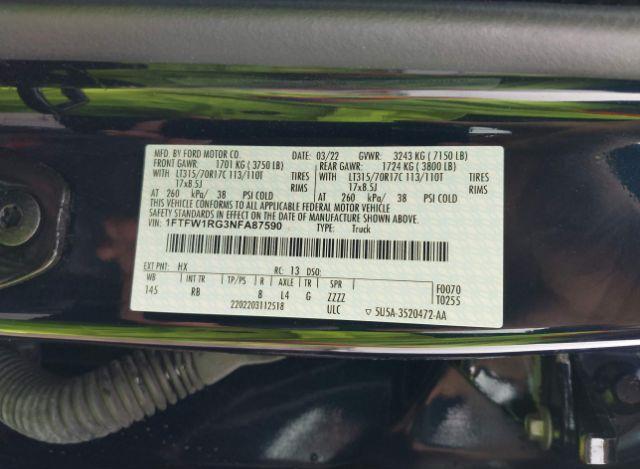 MFD. BY FORD MOTOR CO. 03/22 GVWR: 3243 KG ( 7150 LB)
FRONT GAWR: 1701 KG ( 3750 LB) REAR GAWR: 1724 KG ( 3800 LB)
WITH LT315/70R17C 113/110T TIRES WITH LT315/70R17C 113/110T TIRES
17x8.5J RIMS 17x8.5J RIMS
AT 260 kPa/ 38 PSI COLD AT 260 kPa/ 38 PSI COLD
THIS VEHICLE CONFORMS TO ALL APPLICABLE FEDERAL MOTOR VEHICLE
SAFETY STANDARDS IN EFFECT ON THE DATE OF MANUFACTURE SHOWN ABOVE.
VIN: 1FTFW1RG3NFA87590 TYPE: Truck
EXT PNT: HX RC: 13 DSO:
WB INT TR TP/PS R AXLE TR SPR F0070
145 RB 8 L4 G ZZZZ T0255
2202203112518 ULC ▽ 5U5A-3520472-AA